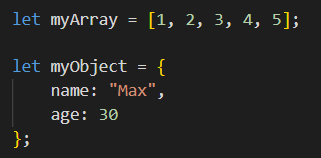 let myArray = [1, 2, 3, 4, 5];
let myObject = {
name: "Max",
age: 30
};